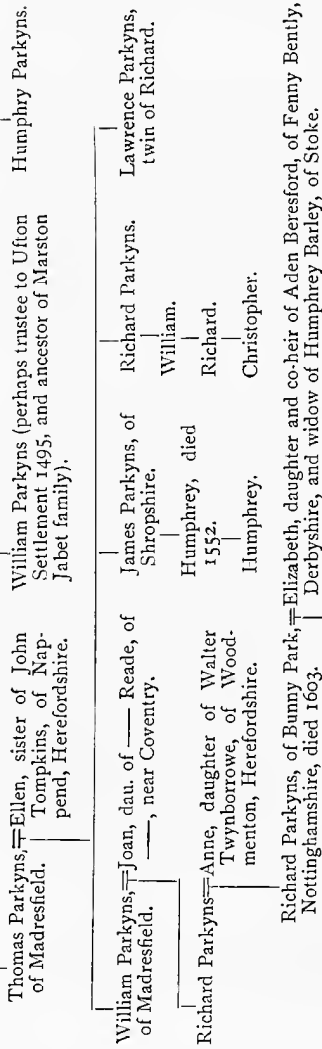 Thomas Parkyns,╤Ellen, sister of John
of Madresfield. Tompkins, of Nap-
pend, Herefordshire.
William Parkyns (perhaps trustee to Ufton
Settlement 1495, and ancestor of Marston
Jabet family).
Humphry Parkyns.
William Parkyns,╤Joan, dau. of —— Reade, of
of Madresfield. ——, near Coventry.
James Parkyns, of
Shropshire.
Humphrey, died
1552.
Humphrey.
Richard Parkyns.
William.
Richard.
Christopher.
Lawrence Parkyns,
twin of Richard.
Richard Parkyns╤Anne, daughter of Walter
Twynborrowe, of Wood-
menton, Herefordshire.
Richard Parkyns, of Bunny Park,╤Elizabeth, daughter and co-heir of Aden Beresford, of Fenny Bently,
Nottinghamshire, died 1603. Derbyshire, and widow of Humphrey Barley, of Stoke.